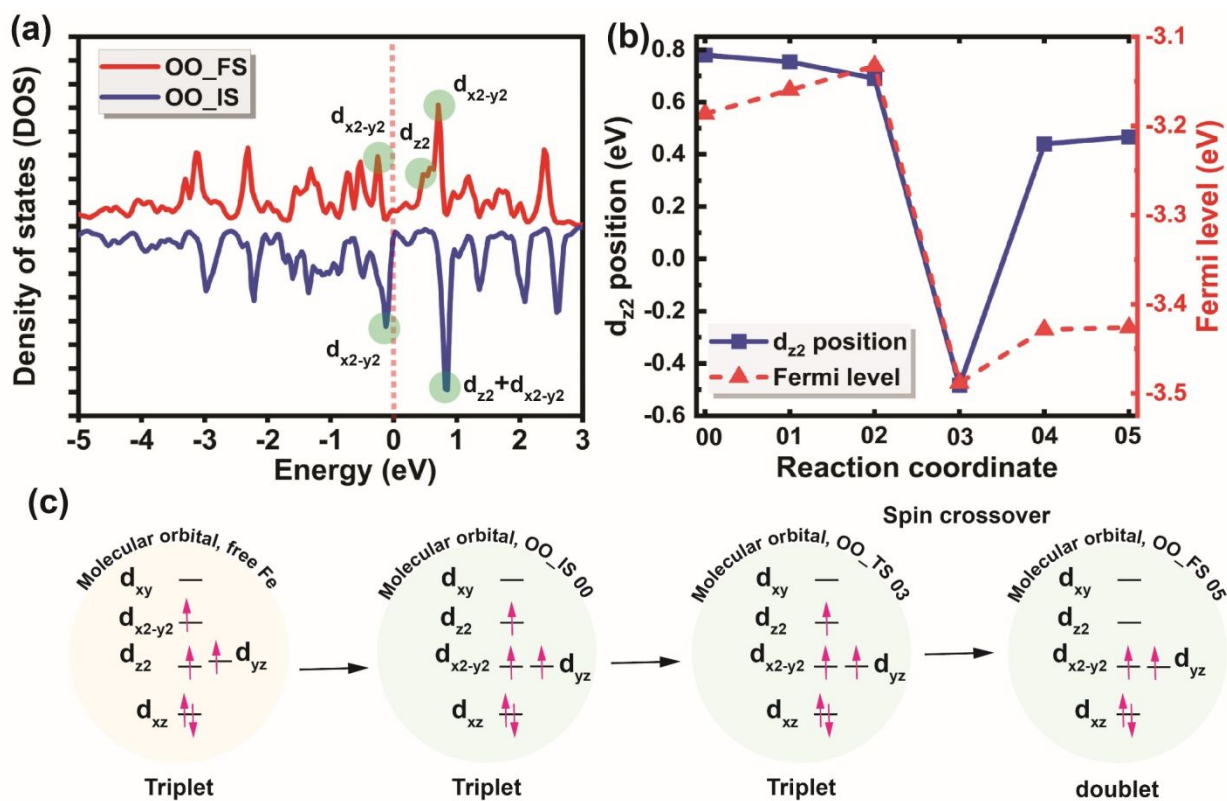 (a)
OO_FS
OO_IS
dx2-y2
dx2-y2
dz2
dx2-y2
dz2+dx2-y2
Density of states (DOS)
-5 -4 -3 -2 -1 0 1 2 3
Energy (eV)
(b)
0.8
0.6
0.4
0.2
0.0
-0.2
-0.4
-0.6
dz2 position (eV)
-3.1
-3.2
-3.3
-3.4
-3.5
Fermi level (eV)
dz2 position
Fermi level
00 01 02 03 04 05
Reaction coordinate
(c)
Spin crossover
Molecular orbital, free Fe
dxy
dx2-y2
dz2 dyz
dxz
Triplet
Molecular orbital, OO_IS 00
dxy
dz2
dx2-y2 dyz
dxz
Triplet
Molecular orbital, OO_TS 03
dxy
dz2
dx2-y2 dyz
dxz
Triplet
Molecular orbital, OO_FS 05
dxy
dz2
dx2-y2 dyz
dxz
doublet